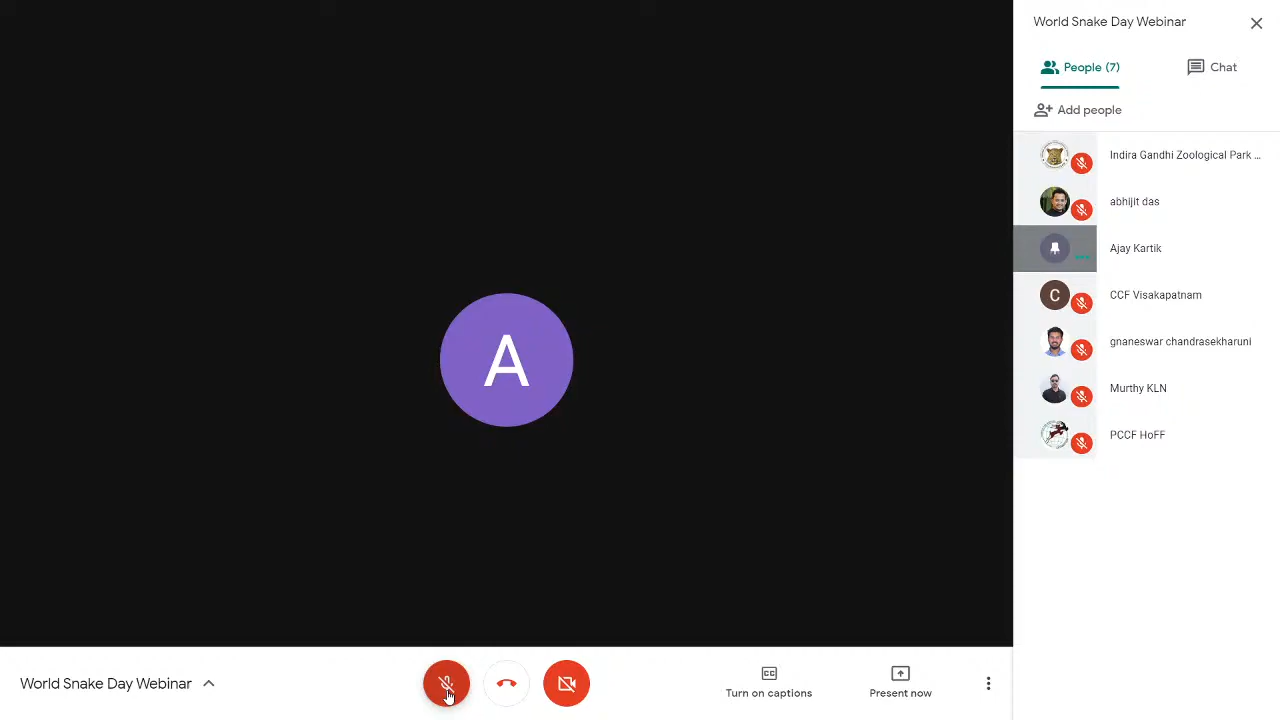 World Snake Day Webinar
People (7)
Chat
Add people
Indira Gandhi Zoological Park ...
abhijit das
Ajay Kartik
C
CCF Visakapatnam
gnaneswar chandrasekharuni
Murthy KLN
PCCF HoFF
A
World Snake Day Webinar
CC
Turn on captions
Present now